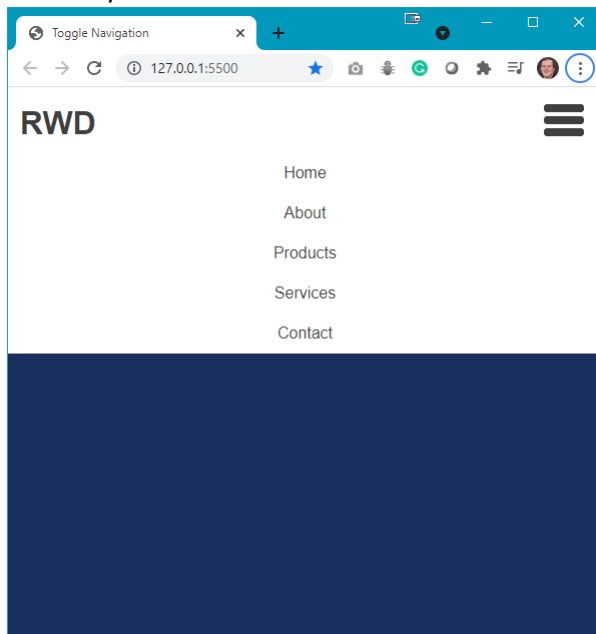 Toggle Navigation
127.0.0.1:5500
RWD
Home
About
Products
Services
Contact